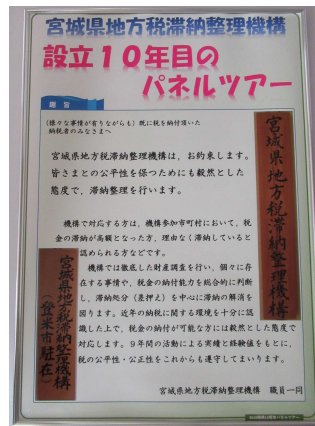 宮城県地方税滞納整理機構
設立10年目の
パネルツアー
趣旨
(様々な事情が有りながらも)既に税を納付頂いた
納税者のみなさまへ
宮城県地方税滞納整理機構は、お約束します。
皆さまとの公平性を保つためにも毅然とした
態度で、滞納整理を行います。
機構で対応する方は、機構参加市町村において、税
金の滞納が高額となった方、理由なく滞納していると
認められる方などです。
機構では徹底した財産調査を行い、個々に存
する事情や、税金の納付能力を総合的に判断
し、滞納処分(差押え)を中心に滞納の解消を
図ります。近年の納税に関する環境を十分に認
識した上で、税金の納付が可能な方には毅然とした態度で
対応します。9年間の活動による実績と経験値をもとに、
税の公平性・公正性をこれからも遵守してまいります。
宮城県地方税滞納整理機構 職員一同
宮城県地方税滞納整理機構
宮城県地方税滞納整理機構
(登米市駐在)